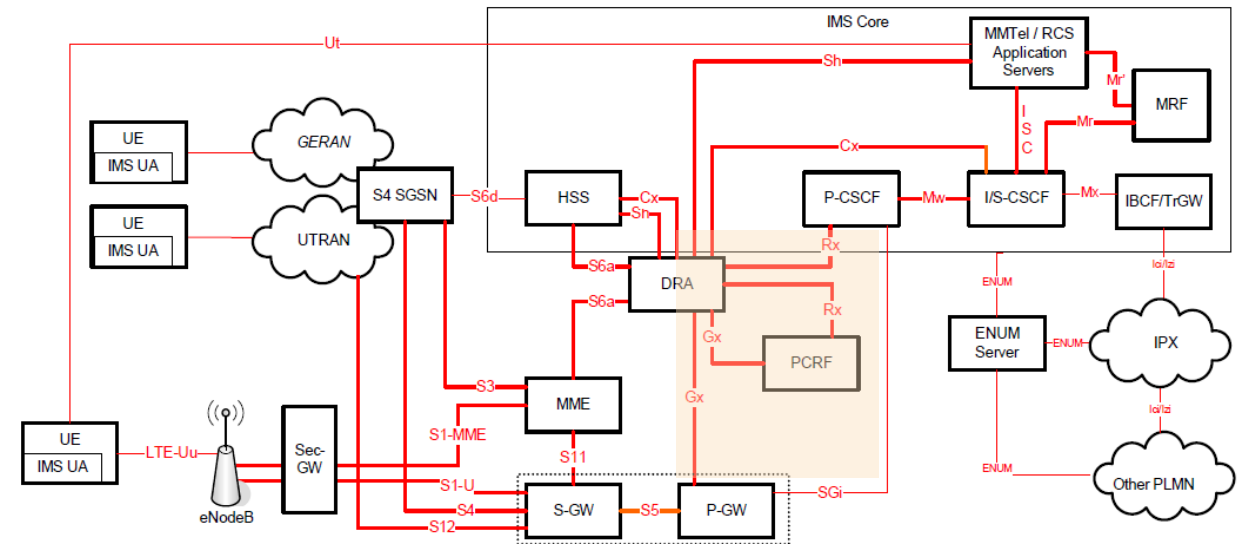 IMS Core
MMTel / RCS
Application
Servers
Ut
Sh
Mr'
MRF
UE
IMS UA
GERAN
I
S
C
Mr
Cx
S4 SGSN
S6d
HSS
Cx
Sh
P-CSCF
Mw
I/S-CSCF
Mx
IBCF/TrGW
UE
IMS UA
UTRAN
Rx
S6a
DRA
ENUM
Ici/Izi
S6a
Rx
Gx
PCRF
ENUM
Server
ENUM
IPX
S3
MME
Gx
Ici/Izi
UE
IMS UA
LTE-Uu
eNodeB
Sec-
GW
S1-MME
S11
S1-U
S4
S12
S-GW
S5
P-GW
SGi
ENUM
Other PLMN